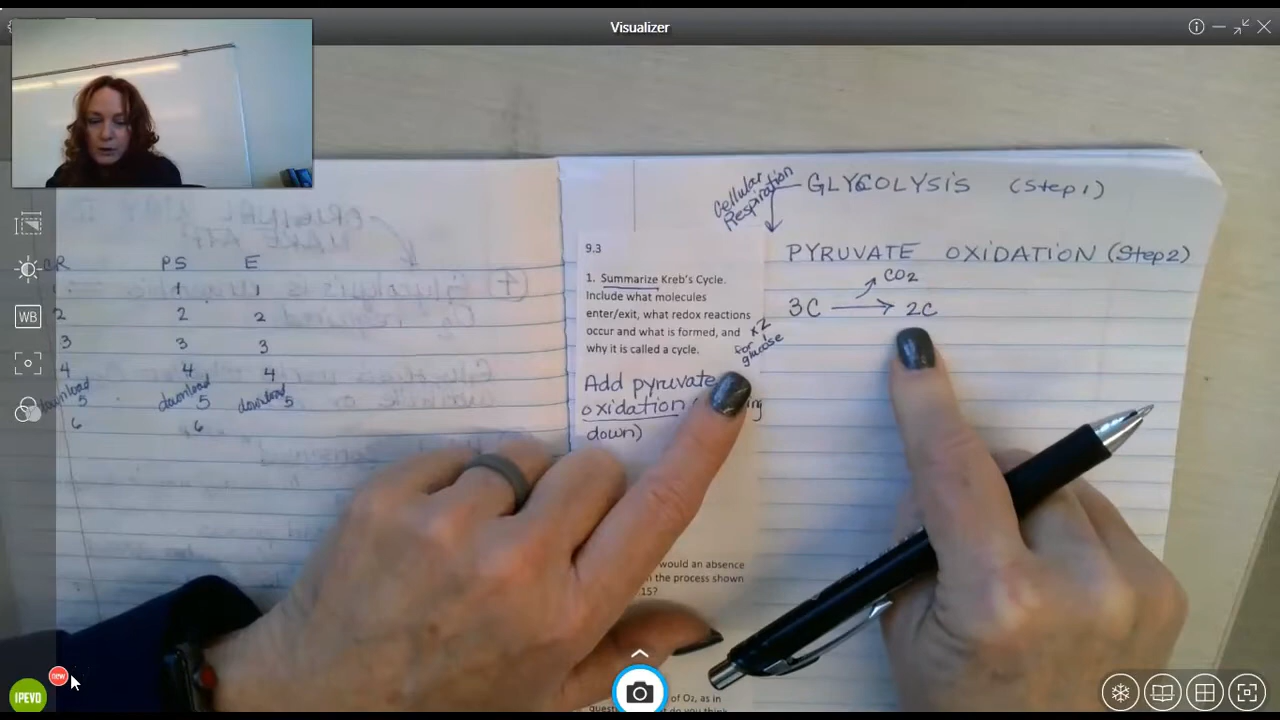 Visualizer
WB
PS
E
2
2
2
3
3
3
4
4
4
download
download
download
5
5
5
6
6
Cellular
Respiration
GLYCOLYSIS (Step 1)
PYRUVATE OXIDATION (Step 2)
CO2
3C → 2C
9.3
1. Summarize Kreb's Cycle.
Include what molecules
enter/exit, what redox reactions
occur and what is formed, and
why it is called a cycle.
x2
for
glucose
Add pyruvate
oxidation
down)
would an absence
the process shown
15?
of O₂, as in
new
IPEVO